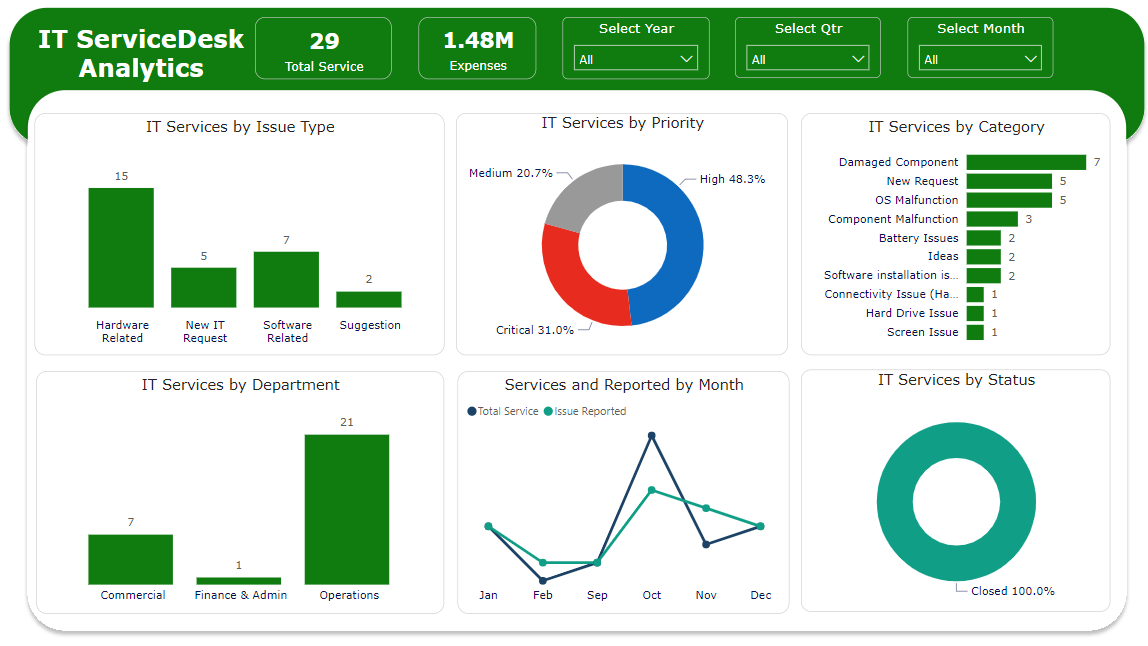 IT ServiceDesk
Analytics
29
Total Service
1.48M
Expenses
Select Year
All
Select Qtr
All
Select Month
All
IT Services by Issue Type
15
5
7
2
Hardware
Related
New IT
Request
Software
Related
Suggestion
IT Services by Priority
Medium 20.7%
High 48.3%
Critical 31.0%
IT Services by Category
Damaged Component 7
New Request 5
OS Malfunction 5
Component Malfunction 3
Battery Issues 2
Ideas 2
Software installation is... 2
Connectivity Issue (Ha... 1
Hard Drive Issue 1
Screen Issue 1
IT Services by Department
7
1
21
Commercial
Finance & Admin
Operations
Services and Reported by Month
Total Service Issue Reported
Jan Feb Sep Oct Nov Dec
IT Services by Status
Closed 100.0%